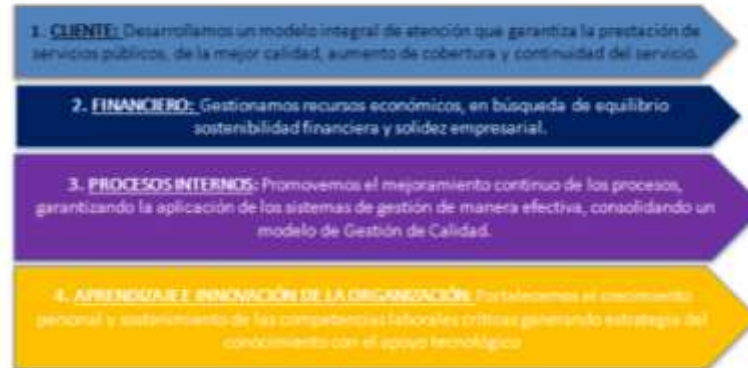 1. CLIENTE: Desarrollamos un modelo integral de atención que garantiza la prestación de
servicios públicos, de la mejor calidad, aumento de cobertura y continuidad del servicio.
2. FINANCIERO: Gestionamos recursos económicos, en búsqueda de equilibrio
sostenibilidad financiera y solidez empresarial.
3. PROCESOS INTERNOS: Promovemos el mejoramiento continuo de los procesos,
garantizando la aplicación de los sistemas de gestión de manera efectiva, consolidando un
modelo de Gestión de Calidad.
4. APRENDIZAJE E INNOVACIÓN DE LA ORGANIZACIÓN: Fortalecemos el crecimiento
personal y sostenimiento de las competencias laborales críticas generando estrategia del
conocimiento con el apoyo tecnológico